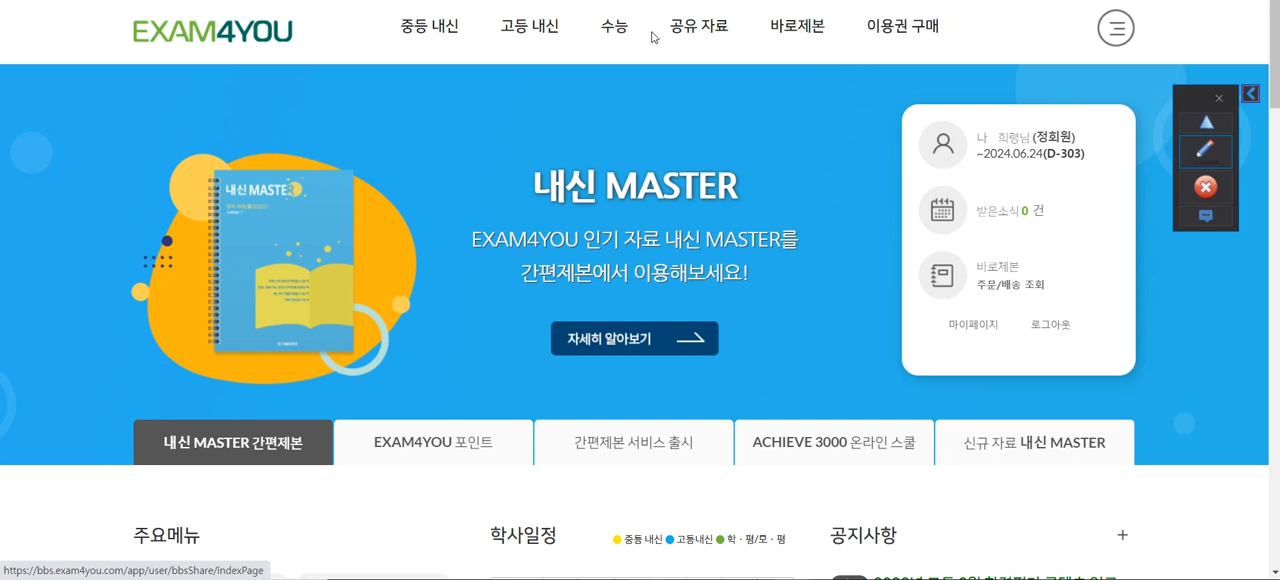 EXAM4YOU
중등 내신 고등 내신 수능 공유 자료 바로제본 이용권 구매
내신 MASTER
Lesson 1
내신 MASTER
EXAM4YOU 인기 자료 내신 MASTER를
간편제본에서 이용해보세요!
자세히 알아보기
나 희령님 (정회원)
~2024.06.24(D-303)
받은소식 0 건
바로제본
주문/배송 조회
마이페이지 로그아웃
내신 MASTER 간편제본 EXAM4YOU 포인트 간편제본 서비스 출시 ACHIEVE 3000 온라인 스쿨 신규 자료 내신 MASTER
주요메뉴 학사일정 중등 내신 고등내신 학·평/모·평 공지사항 +
https://bbs.exam4you.com/app/user/bbsShare/indexPage